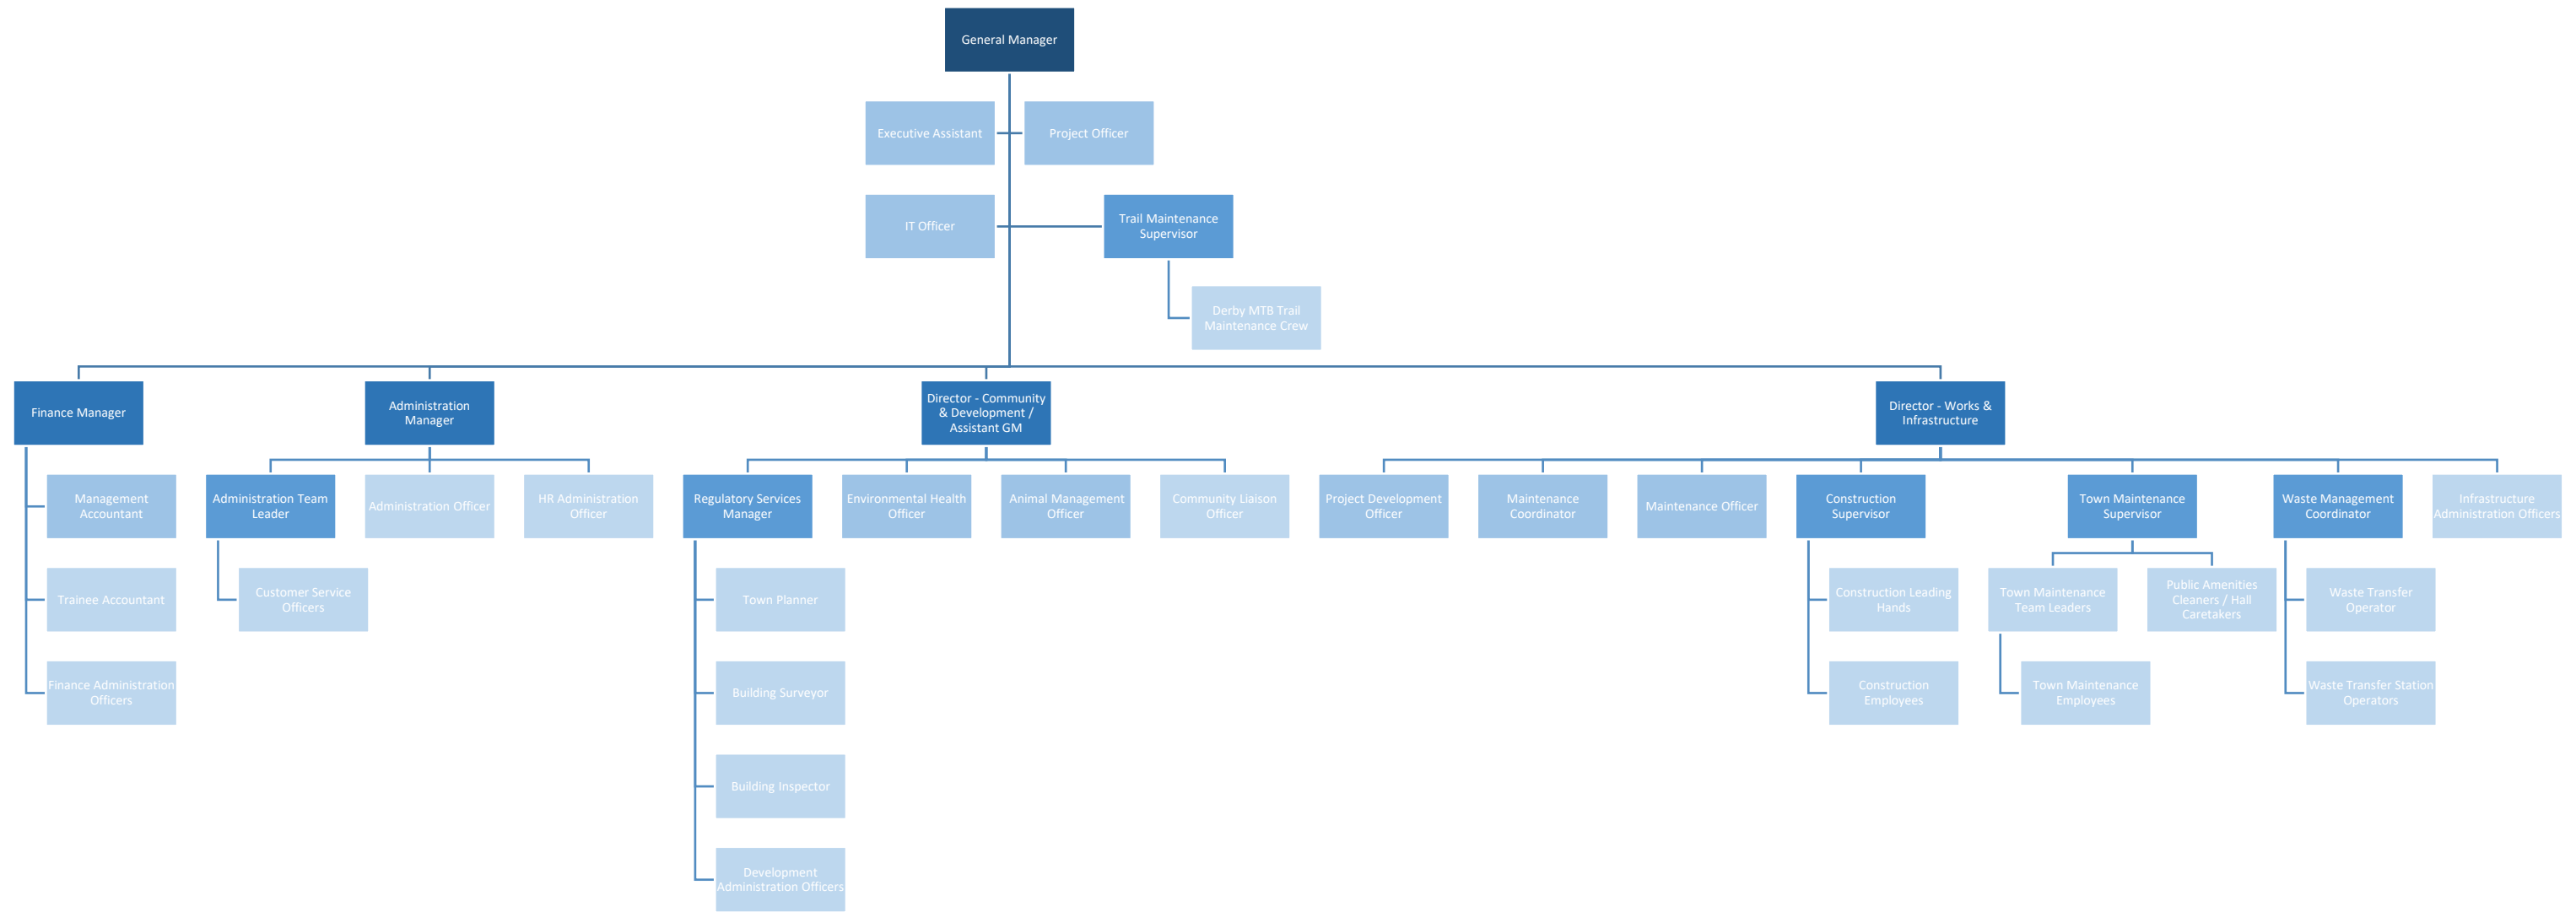 General Manager
Executive Assistant
Project Officer
IT Officer
Trail Maintenance
Supervisor
Derby MTB Trail
Maintenance Crew
Finance Manager
Administration
Manager
Director - Community
& Development /
Assistant GM
Director - Works &
Infrastructure
Management
Accountant
Administration Team
Leader
Administration Officer
HR Administration
Officer
Regulatory Services
Manager
Environmental Health
Officer
Animal Management
Officer
Community Liaison
Officer
Project Development
Officer
Maintenance
Coordinator
Maintenance Officer
Construction
Supervisor
Town Maintenance
Supervisor
Waste Management
Coordinator
Infrastructure
Administration Officers
Trainee Accountant
Customer Service
Officers
Town Planner
Construction Leading
Hands
Town Maintenance
Team Leaders
Public Amenities
Cleaners / Hall
Caretakers
Waste Transfer
Operator
Finance Administration
Officers
Building Surveyor
Construction
Employees
Town Maintenance
Employees
Waste Transfer Station
Operators
Building Inspector
Development
Administration Officers